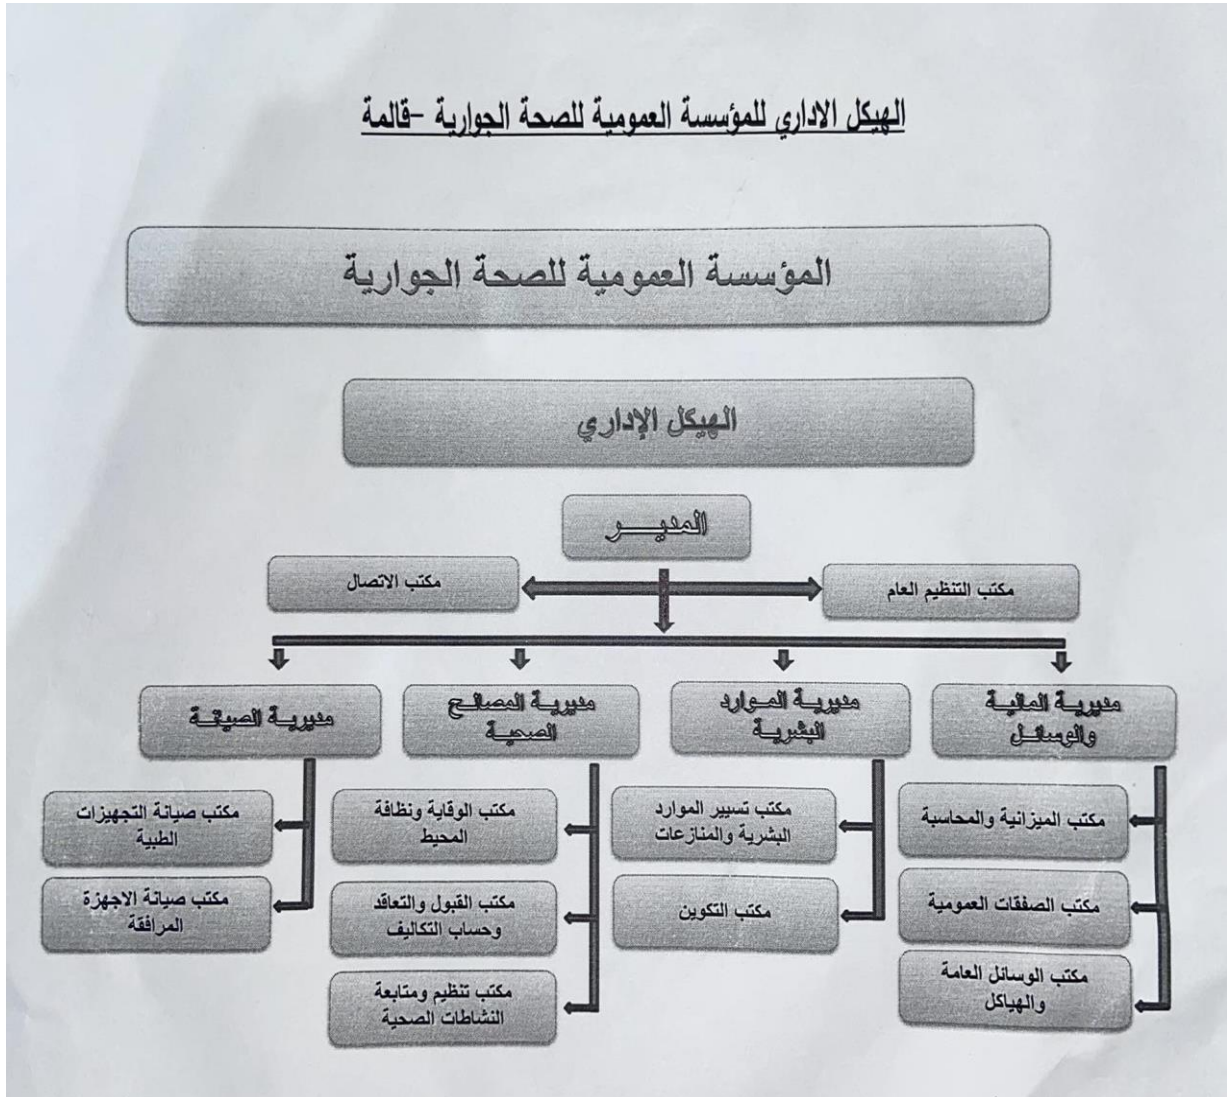 الهيكل الاداري للمؤسسة العمومية للصحة الجوارية -قالمة
المؤسسة العمومية للصحة الجوارية
الهيكل الإداري
المديــــر
مكتب التنظيم العام
مكتب الاتصال
مديرية المالية
والوسائل
مديرية الموارد
البشرية
مديرية المصالح
الصحية
مديرية الصيانة
مكتب الميزانية والمحاسبة
مكتب الصفقات العمومية
مكتب الوسائل العامة
والهياكل
مكتب تسيير الموارد
البشرية والمنازعات
مكتب التكوين
مكتب الوقاية ونظافة
المحيط
مكتب القبول والتعاقد
وحساب التكاليف
مكتب تنظيم ومتابعة
النشاطات الصحية
مكتب صيانة التجهيزات
الطبية
مكتب صيانة الاجهزة
المرافقة